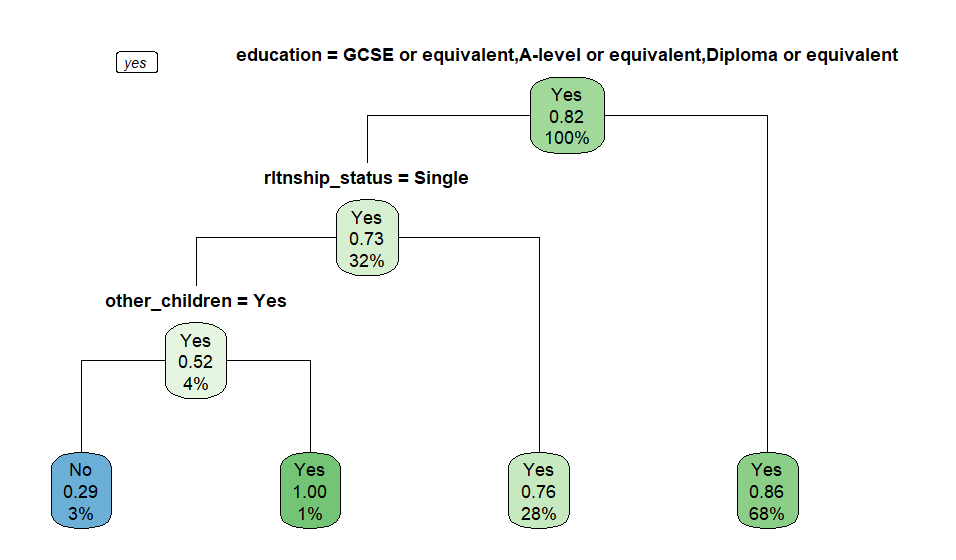 yes
education = GCSE or equivalent,A-level or equivalent,Diploma or equivalent
Yes
0.82
100%
rltnship_status = Single
Yes
0.73
32%
other_children = Yes
Yes
0.52
4%
No
0.29
3%
Yes
1.00
1%
Yes
0.76
28%
Yes
0.86
68%